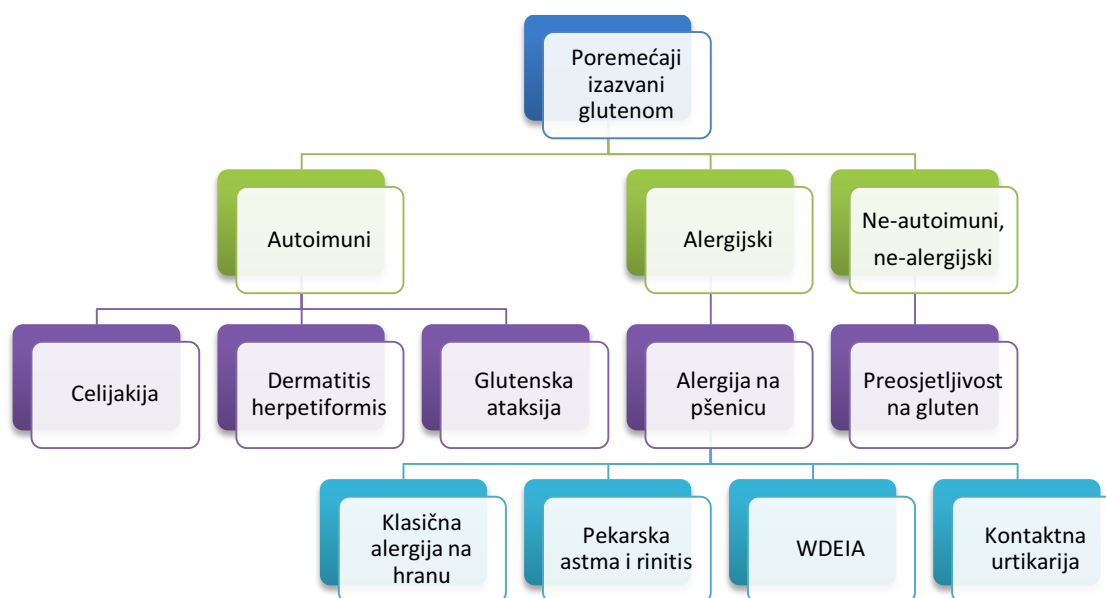 Poremećaji
izazvani
glutenom
Autoimuni
Alergijski
Ne-autoimuni,
ne-alergijski
Celijakija
Dermatitis
herpetiformis
Glutenska
ataksija
Alergija na
pšenicu
Preosjetljivost
na gluten
Klasična
alergija na
hranu
Pekarska
astma i rinitis
WDEIA
Kontaktna
urtikarija